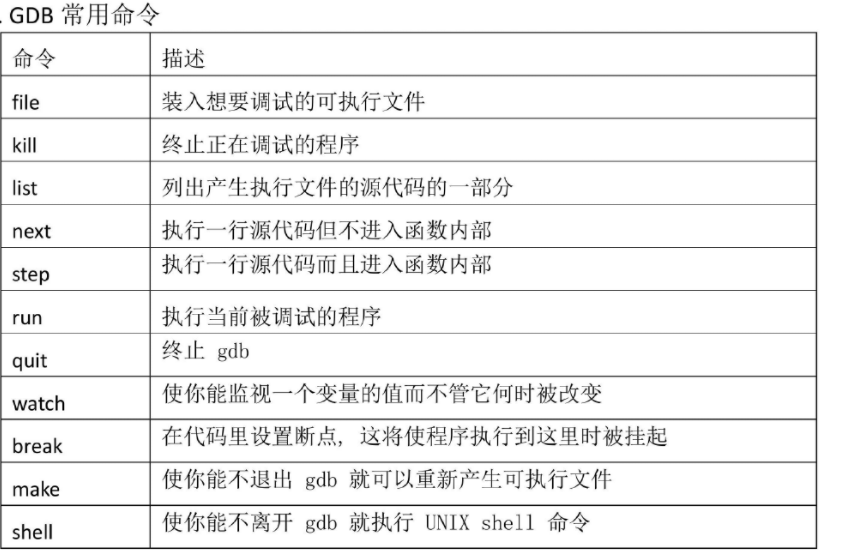 . GDB 常用命令
命令 描述
file 装入想要调试的可执行文件
kill 终止正在调试的程序
list 列出产生执行文件的源代码的一部分
next 执行一行源代码但不进入函数内部
step 执行一行源代码而且进入函数内部
run 执行当前被调试的程序
quit 终止 gdb
watch 使你能监视一个变量的值而不管它何时被改变
break 在代码里设置断点, 这将使程序执行到这里时被挂起
make 使你能不退出 gdb 就可以重新产生可执行文件
shell 使你能不离开 gdb 就执行 UNIX shell 命令